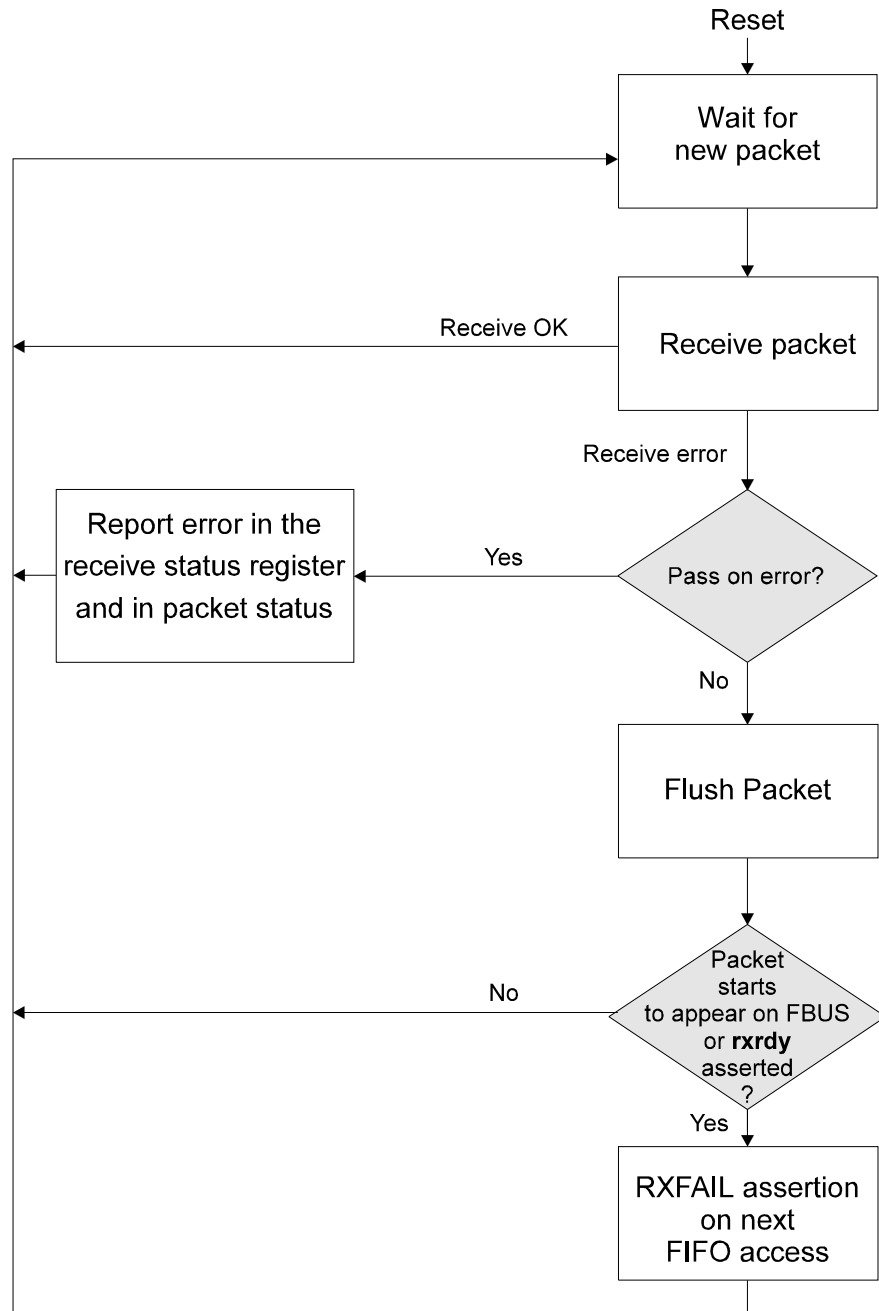 Reset
Wait for
new packet
Receive OK
Receive packet
Receive error
Report error in the
receive status register
and in packet status
Yes
Pass on error?
No
Flush Packet
No
Packet
starts
to appear on FBUS
or rxrdy
asserted
?
Yes
RXFAIL assertion
on next
FIFO access